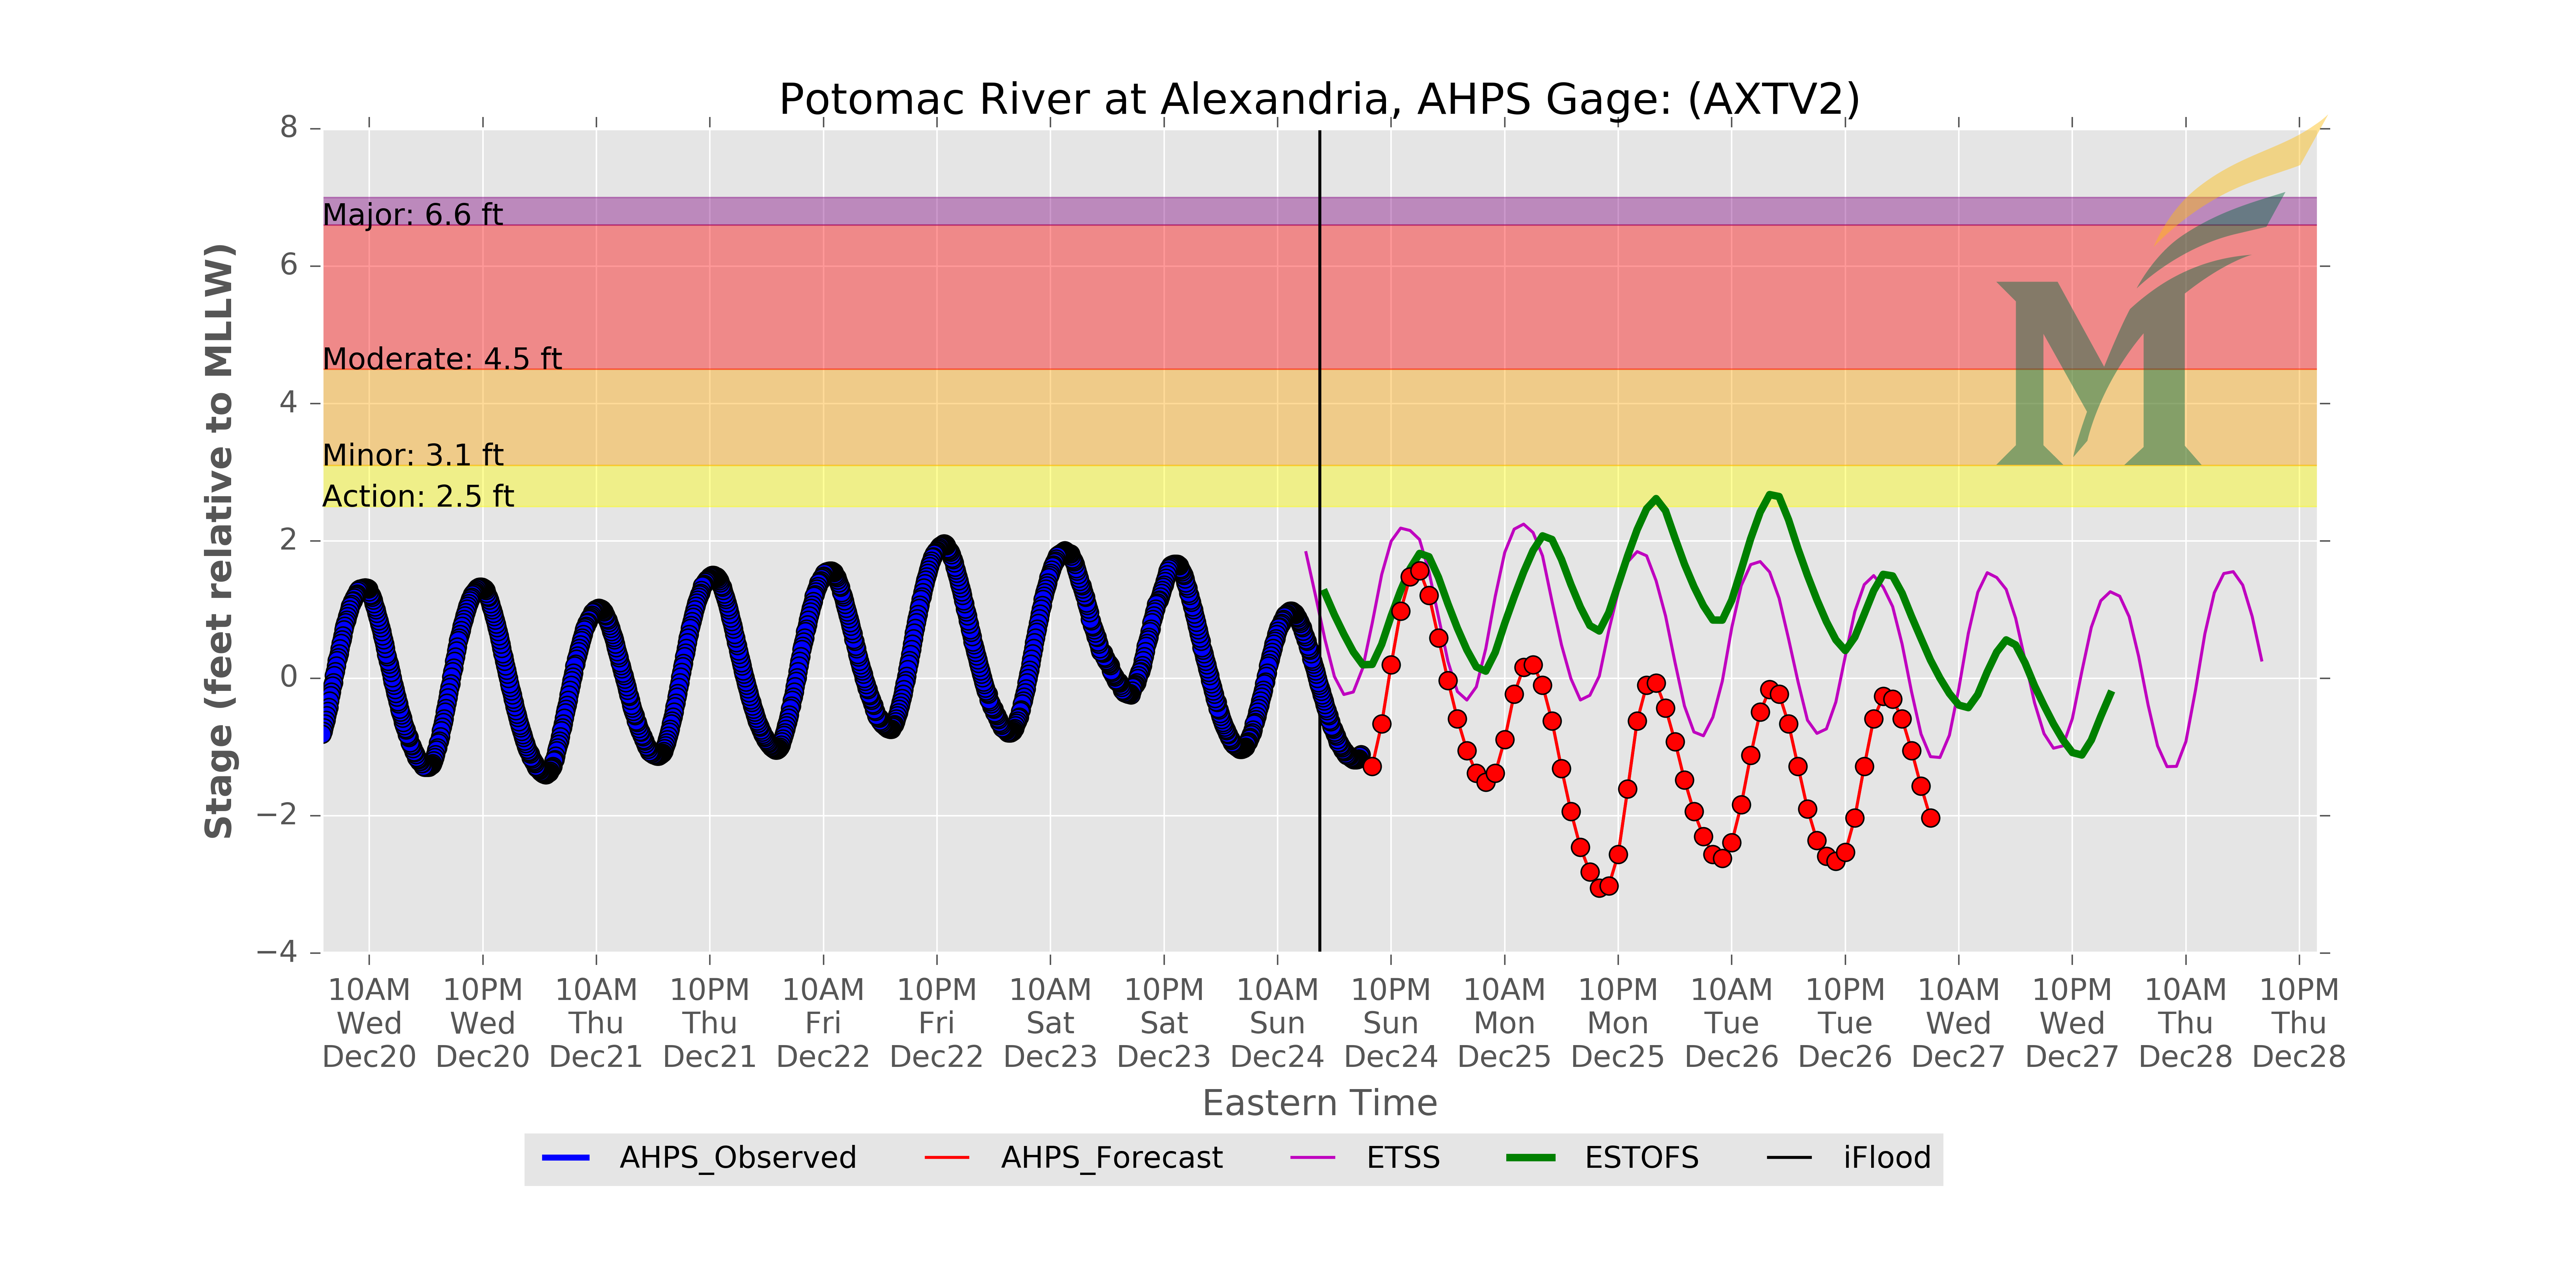 Potomac River at Alexandria, AHPS Gage: (AXTV2)
Stage (feet relative to MLLW)
8
6
4
2
0
−2
−4
Major: 6.6 ft
Moderate: 4.5 ft
Minor: 3.1 ft
Action: 2.5 ft
M
10AM 10PM 10AM 10PM 10AM 10PM 10AM 10PM 10AM 10PM 10AM 10PM 10AM 10PM 10AM 10PM 10AM 10PM
Wed Wed Thu Thu Fri Fri Sat Sat Sun Sun Mon Mon Tue Tue Wed Wed Thu Thu
Dec20 Dec20 Dec21 Dec21 Dec22 Dec22 Dec23 Dec23 Dec24 Dec24 Dec25 Dec25 Dec26 Dec26 Dec27 Dec27 Dec28 Dec28
Eastern Time
AHPS_Observed AHPS_Forecast ETSS ESTOFS iFlood